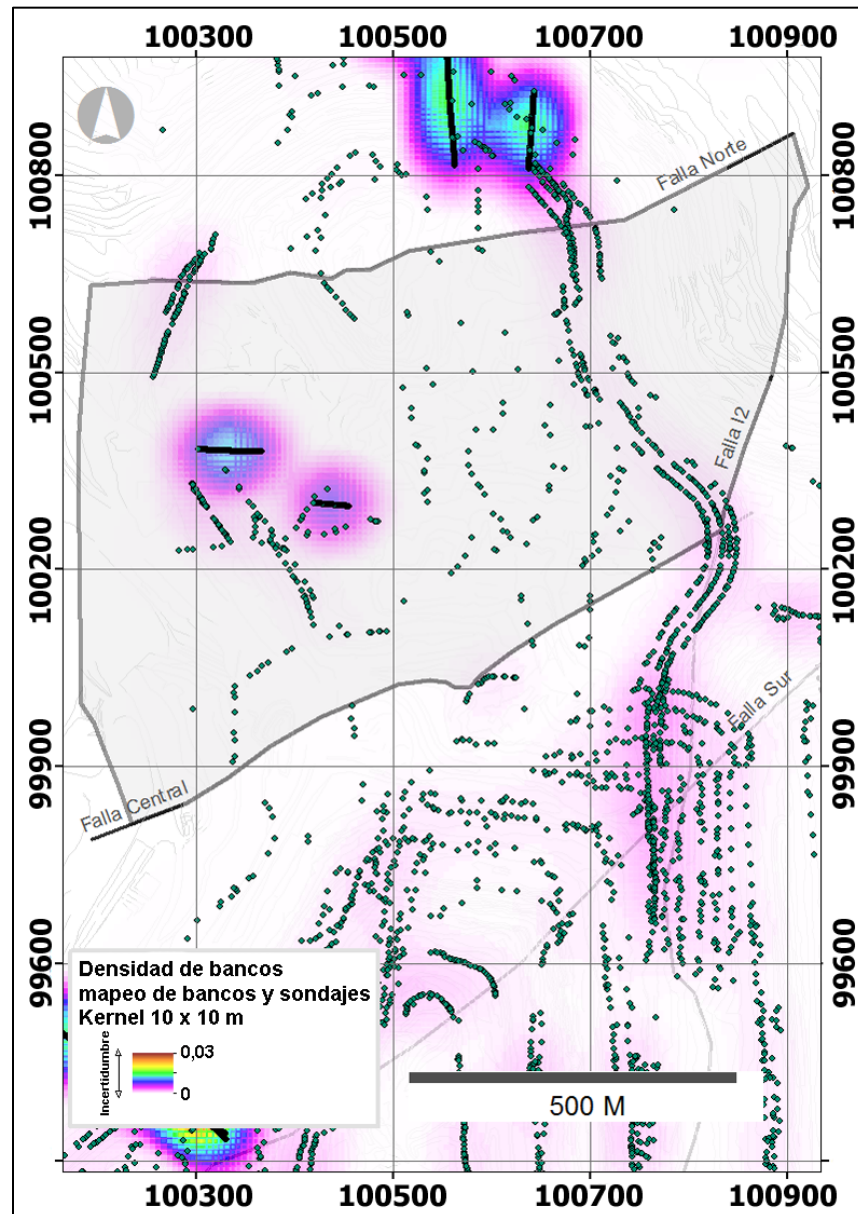 100300 100500 100700 100900
100800
100500
100200
99900
99600
Falla Norte
Falla I2
Falla Sur
Falla Central
Densidad de bancos
mapeo de bancos y sondajes
Kernel 10 x 10 m
Incertidumbre
0,03
0
500 M
100300 100500 100700 100900
100800
100500
100200
99900
99600